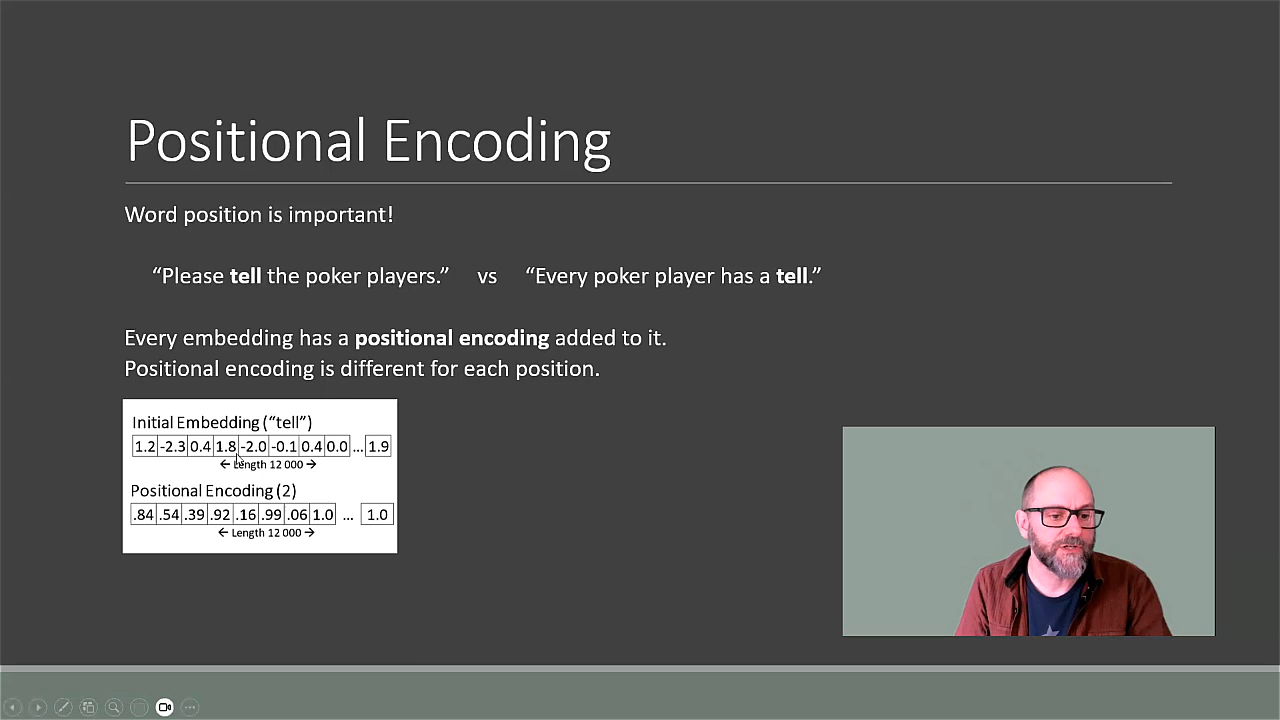 Positional Encoding
Word position is important!
“Please tell the poker players.” vs “Every poker player has a tell.”
Every embedding has a positional encoding added to it.
Positional encoding is different for each position.
Initial Embedding (“tell”)
1.2 -2.3 0.4 1.8 -2.0 -0.1 0.4 0.0 ... 1.9
← Length 12 000 →
Positional Encoding (2)
.84 .54 .39 .92 .16 .99 .06 1.0 ... 1.0
← Length 12 000 →